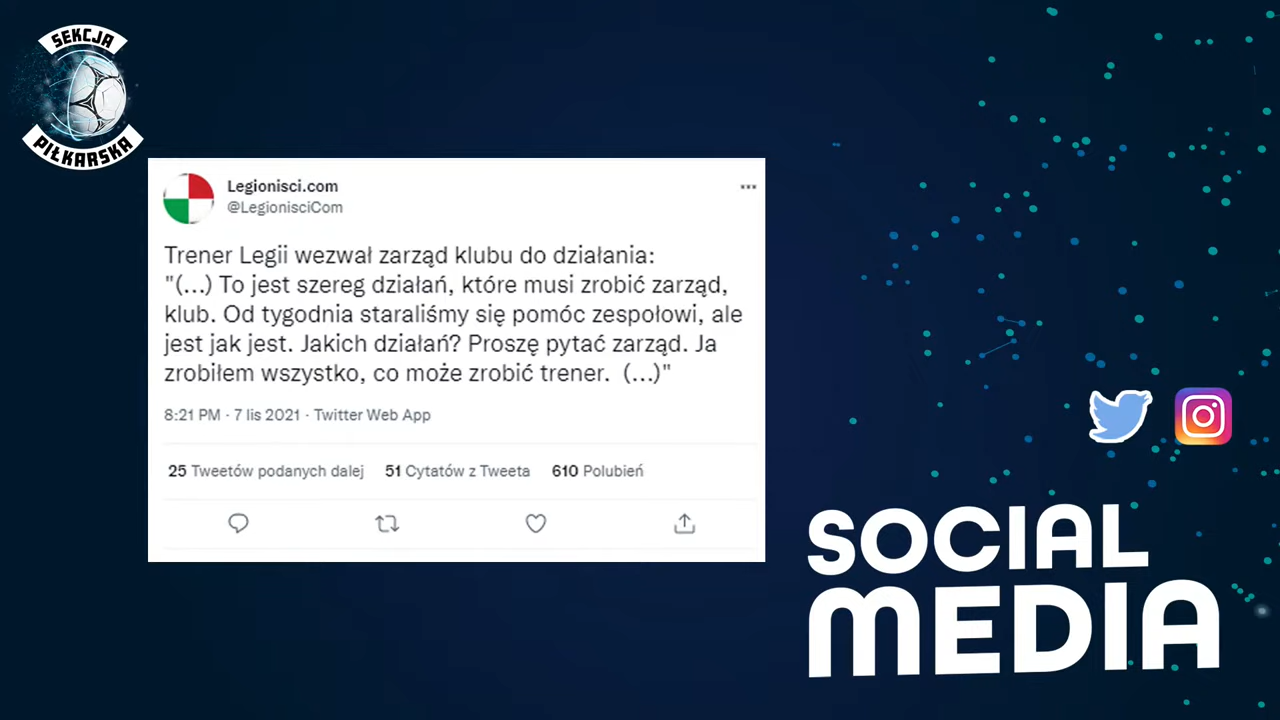 SEKCJA
PIŁKARSKA
Legionisci.com
@LegionisciCom
Trener Legii wezwał zarząd klubu do działania:
"(...) To jest szereg działań, które musi zrobić zarząd,
klub. Od tygodnia staraliśmy się pomóc zespołowi, ale
jest jak jest. Jakich działań? Proszę pytać zarząd. Ja
zrobiłem wszystko, co może zrobić trener.  (...)"
8:21 PM · 7 lis 2021 · Twitter Web App
25 Tweetów podanych dalej 51 Cytatów z Tweeta 610 Polubień
SOCIAL
MEDIA